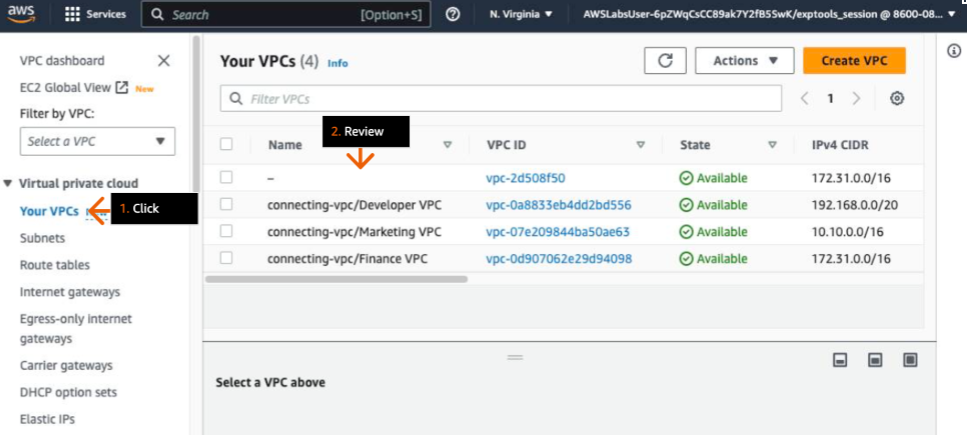 aws
Services
Search [Option+S]
N. Virginia
AWSLabsUser-6pZWqCsCC89ak7Y2fB5SwK/exptools_session @ 8600-08...
VPC dashboard
EC2 Global View New
Filter by VPC:
Select a VPC
Virtual private cloud
Your VPCs
1. Click
Subnets
Route tables
Internet gateways
Egress-only internet
gateways
Carrier gateways
DHCP option sets
Elastic IPs
Your VPCs (4) Info
Actions
Create VPC
Filter VPCs
1
2. Review
Name VPC ID State IPv4 CIDR
– vpc-2d508f50 Available 172.31.0.0/16
connecting-vpc/Developer VPC vpc-0a8833eb4dd2bd556 Available 192.168.0.0/20
connecting-vpc/Marketing VPC vpc-07e209844ba50ae63 Available 10.10.0.0/16
connecting-vpc/Finance VPC vpc-0d907062e29d94098 Available 172.31.0.0/16
Select a VPC above